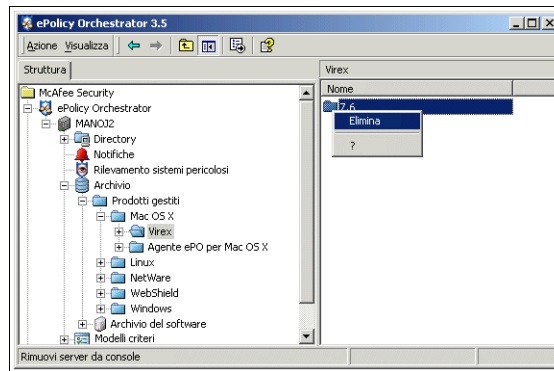 ePolicy Orchestrator 3.5
Azione Visualizza
Struttura
Virex
McAfee Security
ePolicy Orchestrator
MANOJ2
Directory
Notifiche
Rilevamento sistemi pericolosi
Archivio
Prodotti gestiti
Mac OS X
Virex
Agente ePO per Mac OS X
Linux
NetWare
WebShield
Windows
Archivio del software
Modelli criteri
Nome
7.6
Elimina
?
Rimuovi server da console